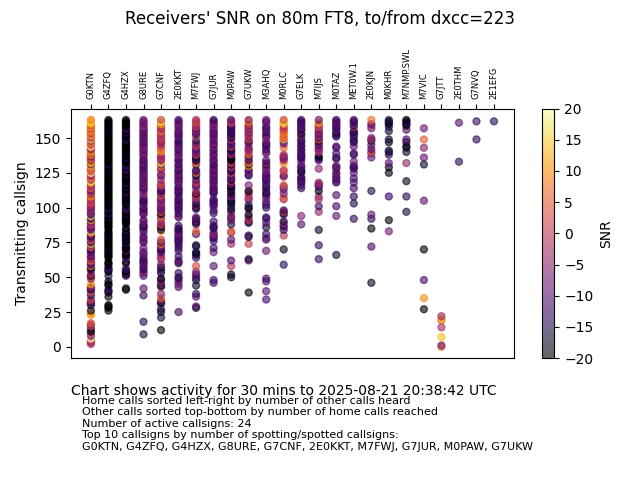 Receivers' SNR on 80m FT8, to/from dxcc=223
G0KTN
G4ZFQ
G4HZX
G8URE
G7CNF
2E0KKT
M7FWJ
G7JUR
M0PAW
G7UKW
MGAHQ
M0RLC
G7ELK
M7IJS
M0TAZ
MET0W.1
2E0KJN
M0KHR
M7NMP.SWL
M7VIC
G7JTT
2E0THM
G7NVQ
2E1EFG
150
125
100
75
50
25
0
Transmitting callsign
20
15
10
5
0
−5
−10
−15
−20
SNR
Chart shows activity for 30 mins to 2025-08-21 20:38:42 UTC
Home calls sorted left-right by number of other calls heard
Other calls sorted top-bottom by number of home calls reached
Number of active callsigns: 24
Top 10 callsigns by number of spotting/spotted callsigns:
G0KTN, G4ZFQ, G4HZX, G8URE, G7CNF, 2E0KKT, M7FWJ, G7JUR, M0PAW, G7UKW